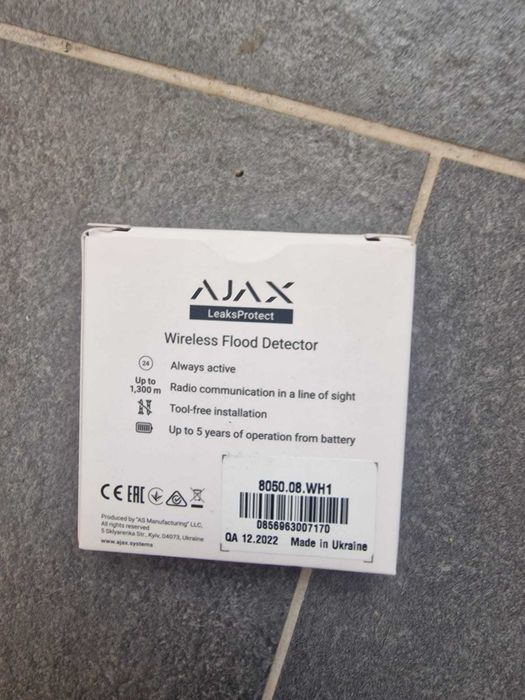 AJAX
LeaksProtect
Wireless Flood Detector
24
Always active
Up to
1,300 m
Radio communication in a line of sight
Tool-free installation
Up to 5 years of operation from battery
CE EAC
Produced by "AS Manufacturing" LLC,
All rights reserved
5 Sklyarenka Str., Kyiv, 04073, Ukraine
www.ajax.systems
8050.08.WH1
0856963007170
QA 12.2022 Made in Ukraine